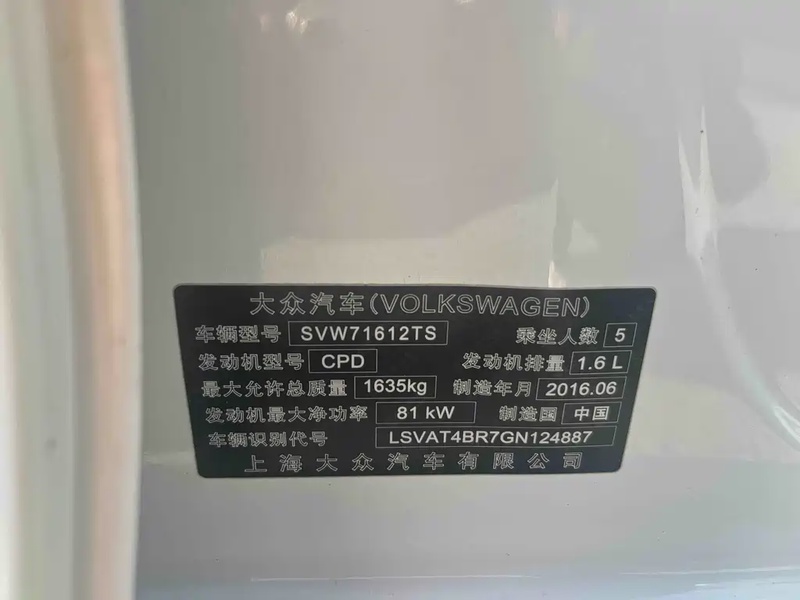 大众汽车(VOLKSWAGEN)
车辆型号 SVW71612TS 乘坐人数 5
发动机型号 CPD 发动机排量 1.6 L
最大允许总质量 1635kg 制造年月 2016.06
发动机最大净功率 81 kW 制造国 中国
车辆识别代号 LSVAT4BR7GN124887
上海大众汽车有限公司